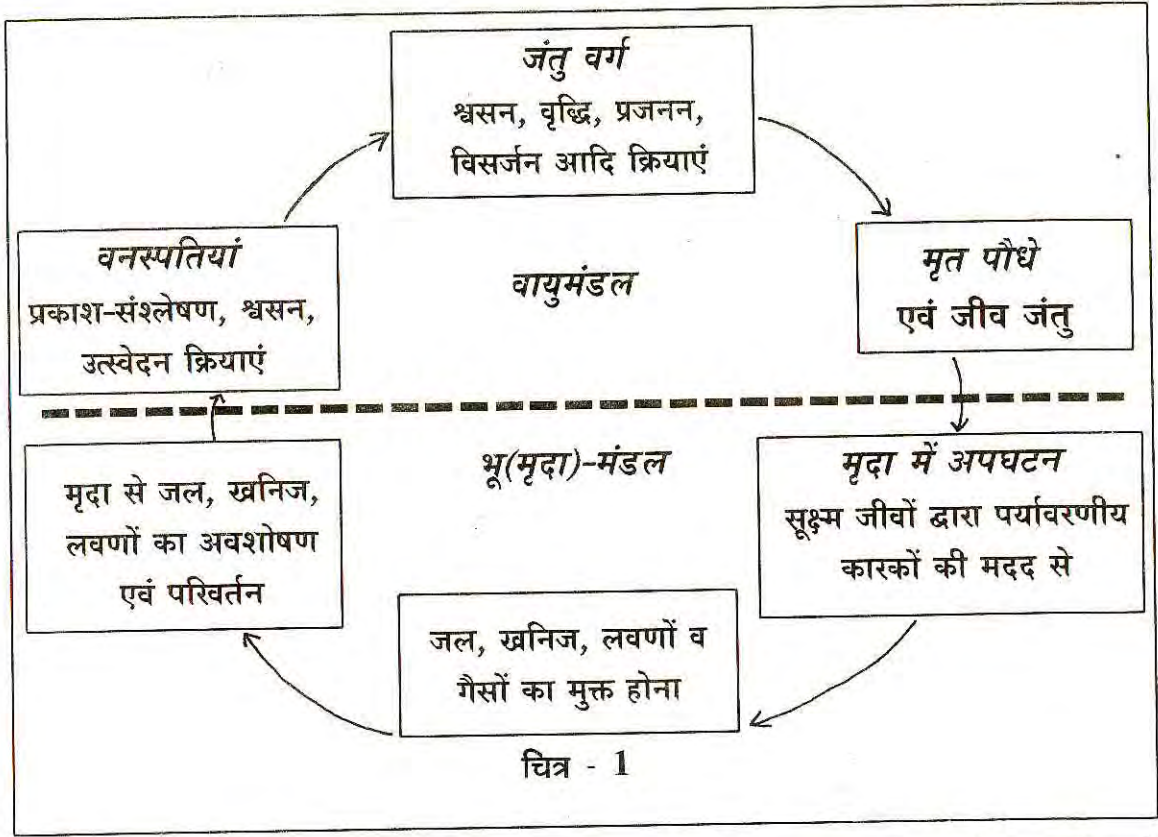 जंतु वर्ग
श्वसन, वृद्धि, प्रजनन,
विसर्जन आदि क्रियाएं
वनस्पतियां
प्रकाश-संश्लेषण, श्वसन,
उत्स्वेदन क्रियाएं
वायुमंडल
मृत पौधे
एवं जीव जंतु
भू(मृदा)-मंडल
मृदा से जल, खनिज,
लवणों का अवशोषण
एवं परिवर्तन
मृदा में अपघटन
सूक्ष्म जीवों द्वारा पर्यावरणीय
कारकों की मदद से
जल, खनिज, लवणों व
गैसों का मुक्त होना
चित्र - 1